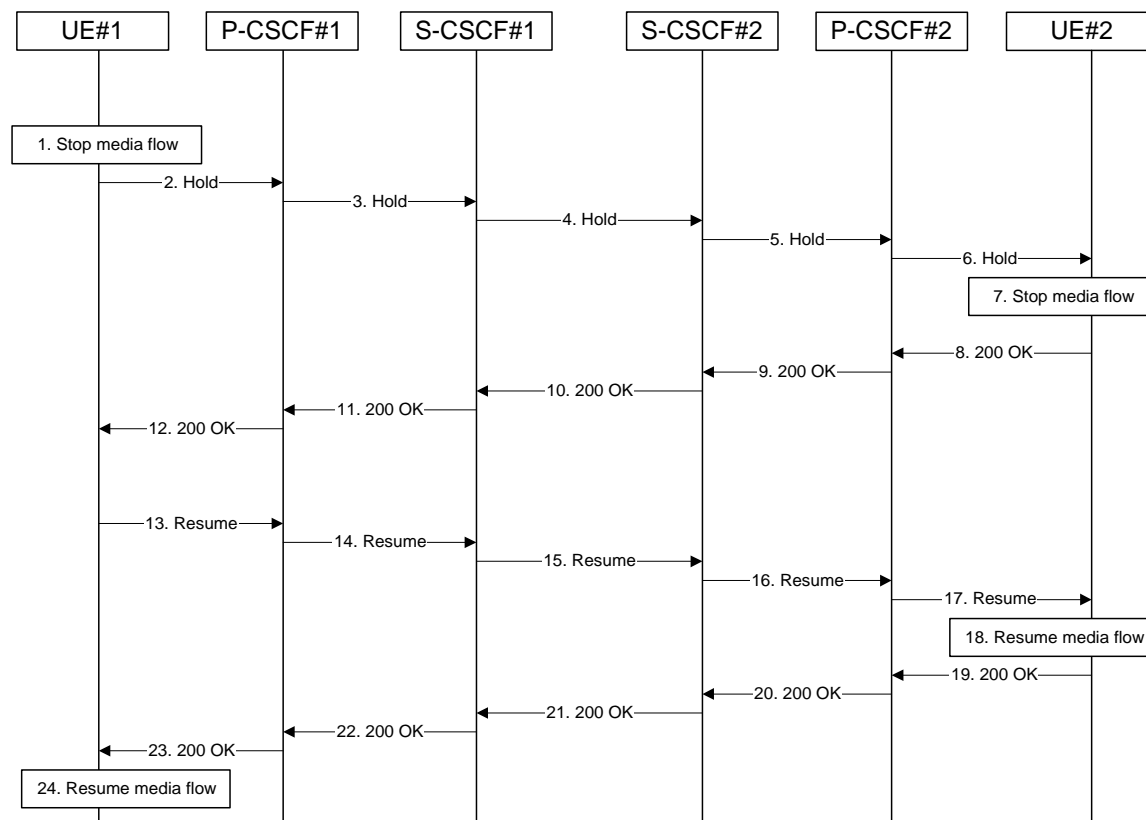 UE#1
P-CSCF#1
S-CSCF#1
S-CSCF#2
P-CSCF#2
UE#2
1. Stop media flow
2. Hold
3. Hold
4. Hold
5. Hold
6. Hold
7. Stop media flow
8. 200 OK
9. 200 OK
10. 200 OK
11. 200 OK
12. 200 OK
13. Resume
14. Resume
15. Resume
16. Resume
17. Resume
18. Resume media flow
19. 200 OK
20. 200 OK
21. 200 OK
22. 200 OK
23. 200 OK
24. Resume media flow